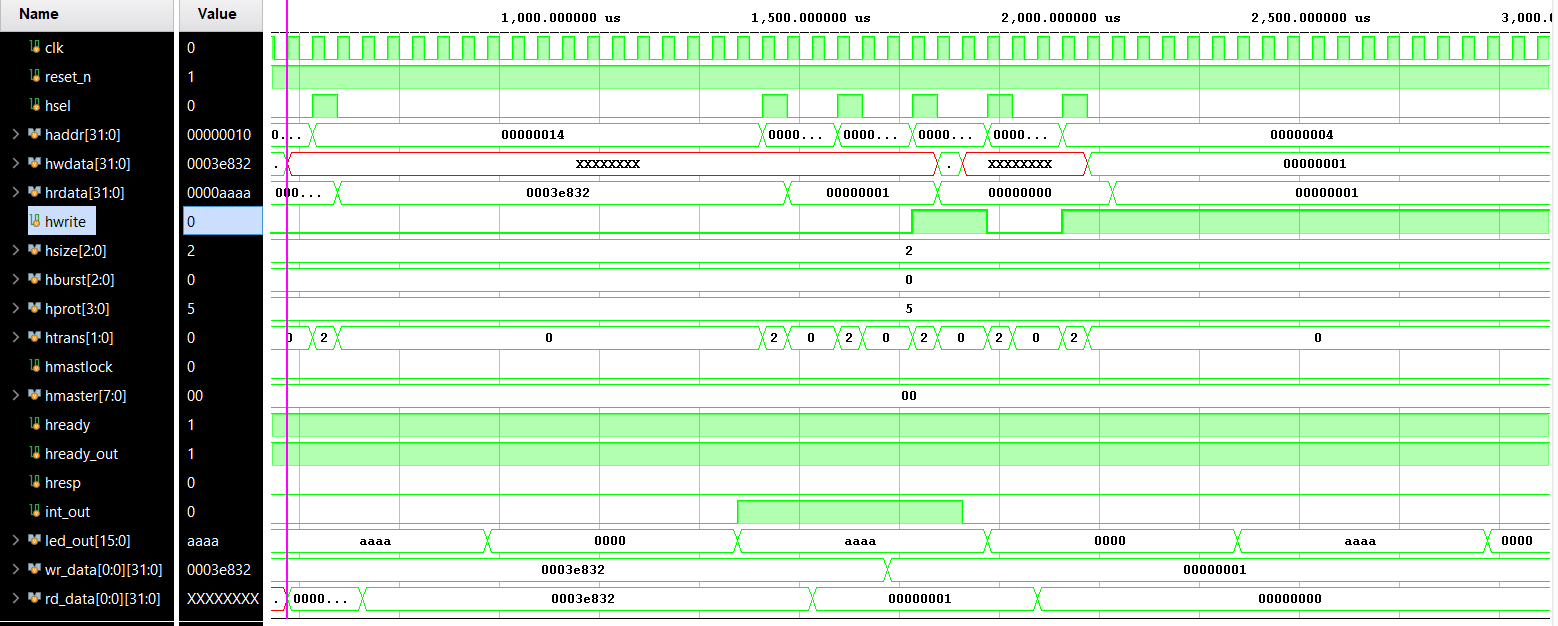 Name Value 1,000.000000 us 1,500.000000 us 2,000.000000 us 2,500.000000 us 3,000.
clk 0
reset_n 1
hsel 0
haddr[31:0] 00000010 0... 00000014 0000... 0000... 0000... 0000... 00000004
hwdata[31:0] 0003e832 . XXXXXXXX . XXXXXXXX 00000001
hrdata[31:0] 0000aaaa 000... 0003e832 00000001 00000000 00000001
hwrite 0
hsize[2:0] 2 2
hburst[2:0] 0 0
hprot[3:0] 5 5
htrans[1:0] 0 0 2 0 2 0 2 0 2 0 2 0 2 0
hmastlock 0
hmaster[7:0] 00 00
hready 1
hready_out 1
hresp 0
int_out 0
led_out[15:0] aaaa aaaa 0000 aaaa 0000 aaaa 0000
wr_data[0:0][31:0] 0003e832 0003e832 00000001
rd_data[0:0][31:0] XXXXXXXX . 0000... 0003e832 00000001 00000000